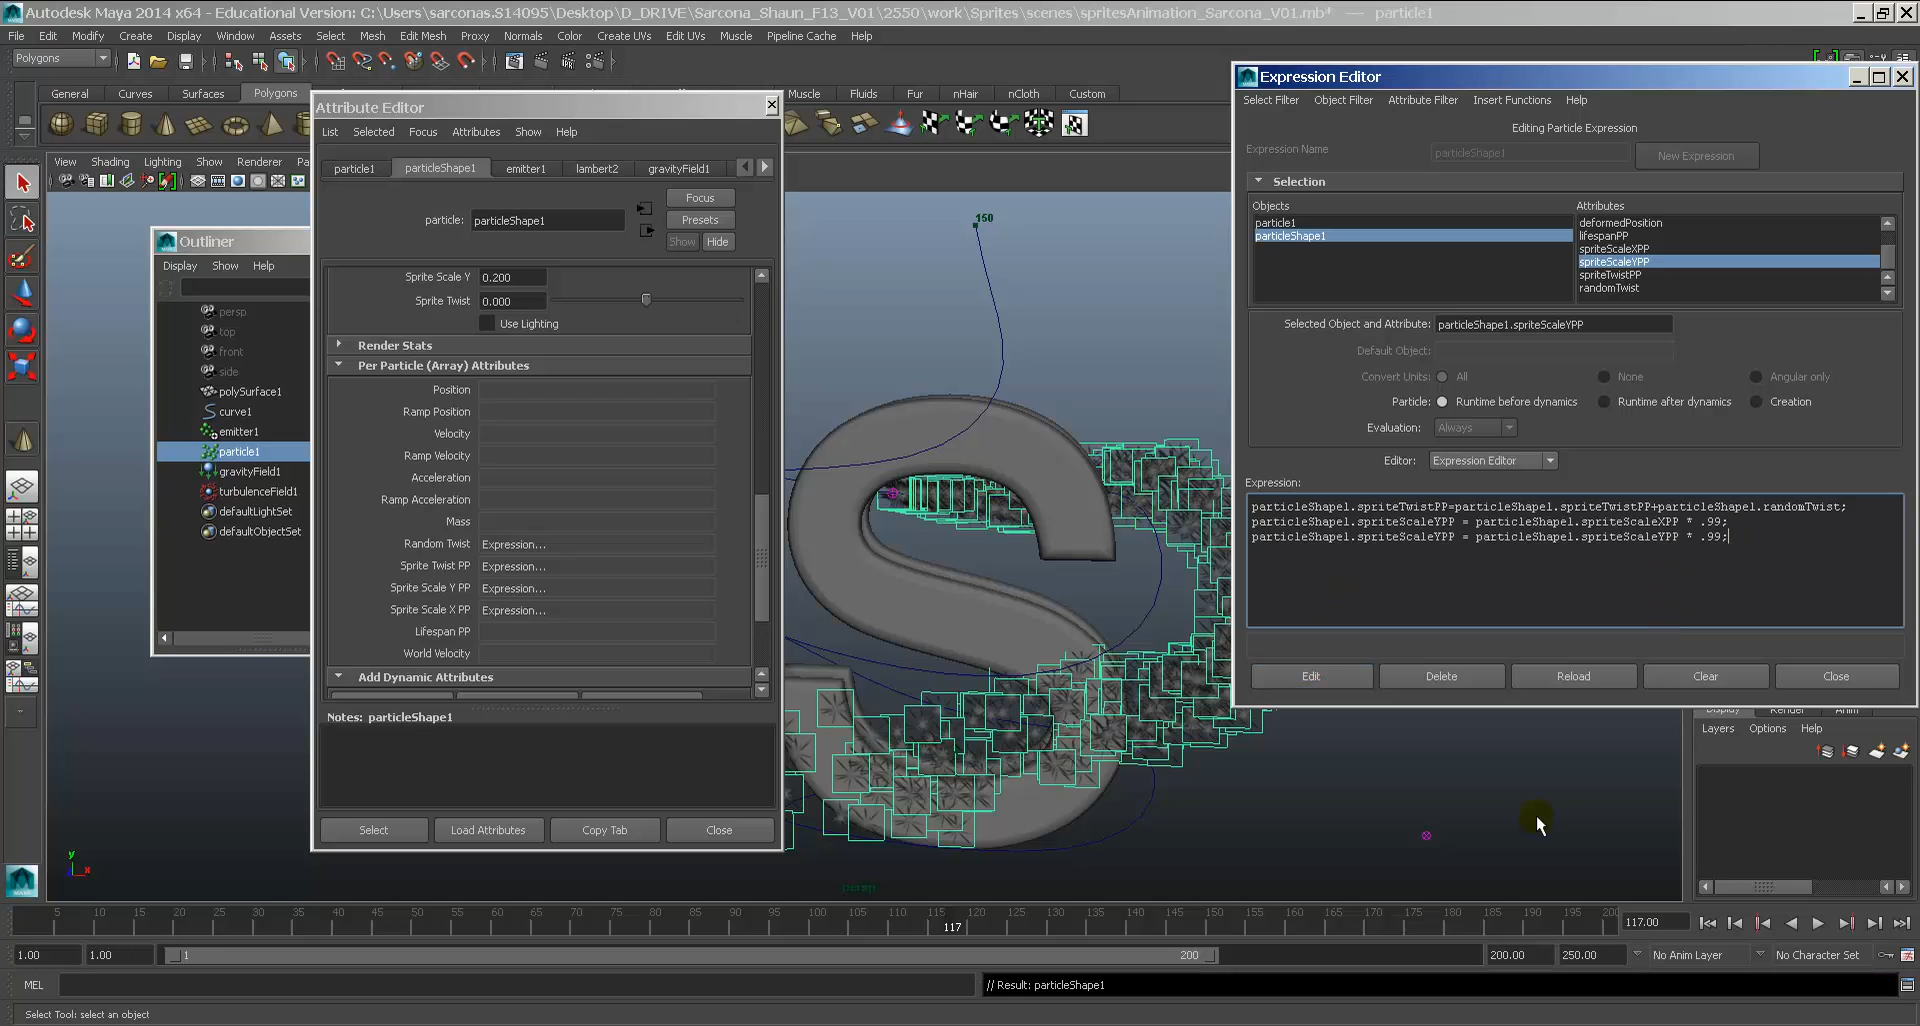 Autodesk Maya 2014 x64 - Educational Version: C:\Users\sarconas.S14095\Desktop\D_DRIVE\Sarcona_Shaun_F13_V01\2550\work\Sprites\scenes\spritesAnimation_Sarcona_V01.mb* --- particle1
File Edit Modify Create Display Window Assets Select Mesh Edit Mesh Proxy Normals Color Create UVs Edit UVs Muscle Pipeline Cache Help
Polygons
General Curves Surfaces Polygons Muscle Fluids Fur nHair nCloth Custom
View Shading Lighting Show Renderer Pa
Outliner
Display Show Help
persp
top
front
side
polySurface1
curve1
emitter1
particle1
gravityField1
turbulenceField1
defaultLightSet
defaultObjectSet
Attribute Editor
List Selected Focus Attributes Show Help
particle1 particleShape1 emitter1 lambert2 gravityField1
particle: particleShape1
Focus
Presets
Show Hide
Sprite Scale Y 0.200
Sprite Twist 0.000
Use Lighting
Render Stats
Per Particle (Array) Attributes
Position
Ramp Position
Velocity
Ramp Velocity
Acceleration
Ramp Acceleration
Mass
Random Twist Expression...
Sprite Twist PP Expression...
Sprite Scale Y PP Expression...
Sprite Scale X PP Expression...
Lifespan PP
World Velocity
Add Dynamic Attributes
Notes: particleShape1
Select Load Attributes Copy Tab Close
150
persp
y
x
Expression Editor
Select Filter Object Filter Attribute Filter Insert Functions Help
Editing Particle Expression
Expression Name particleShape1 New Expression
Selection
Objects Attributes
particle1
particleShape1
deformedPosition
lifespanPP
spriteScaleXPP
spriteScaleYPP
spriteTwistPP
randomTwist
Selected Object and Attribute: particleShape1.spriteScaleYPP
Default Object:
Convert Units: All None Angular only
Particle: Runtime before dynamics Runtime after dynamics Creation
Evaluation: Always
Editor: Expression Editor
Expression:
particleShape1.spriteTwistPP=particleShape1.spriteTwistPP+particleShape1.randomTwist;
particleShape1.spriteScaleYPP = particleShape1.spriteScaleXPP * .99;
particleShape1.spriteScaleYPP = particleShape1.spriteScaleYPP * .99;
Edit Delete Reload Clear Close
Display Render Anim
Layers Options Help
5 10 15 20 25 30 35 40 45 50 55 60 65 70 75 80 85 90 95 100 105 110 115 120 125 130 135 140 145 150 155 160 165 170 175 180 185 190 195 200
117
117.00
1.00 1.00 1 200 200.00 250.00 No Anim Layer No Character Set
MEL // Result: particleShape1
Select Tool: select an object